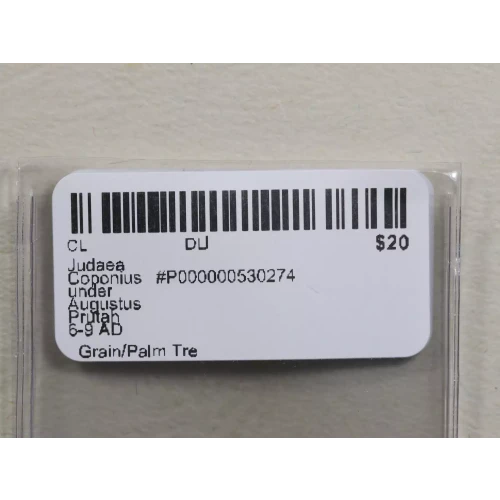 CL DU $20
Judaea
Coponius #P000000530274
under
Augustus
Prutah
6-9 AD
Grain/Palm Tre